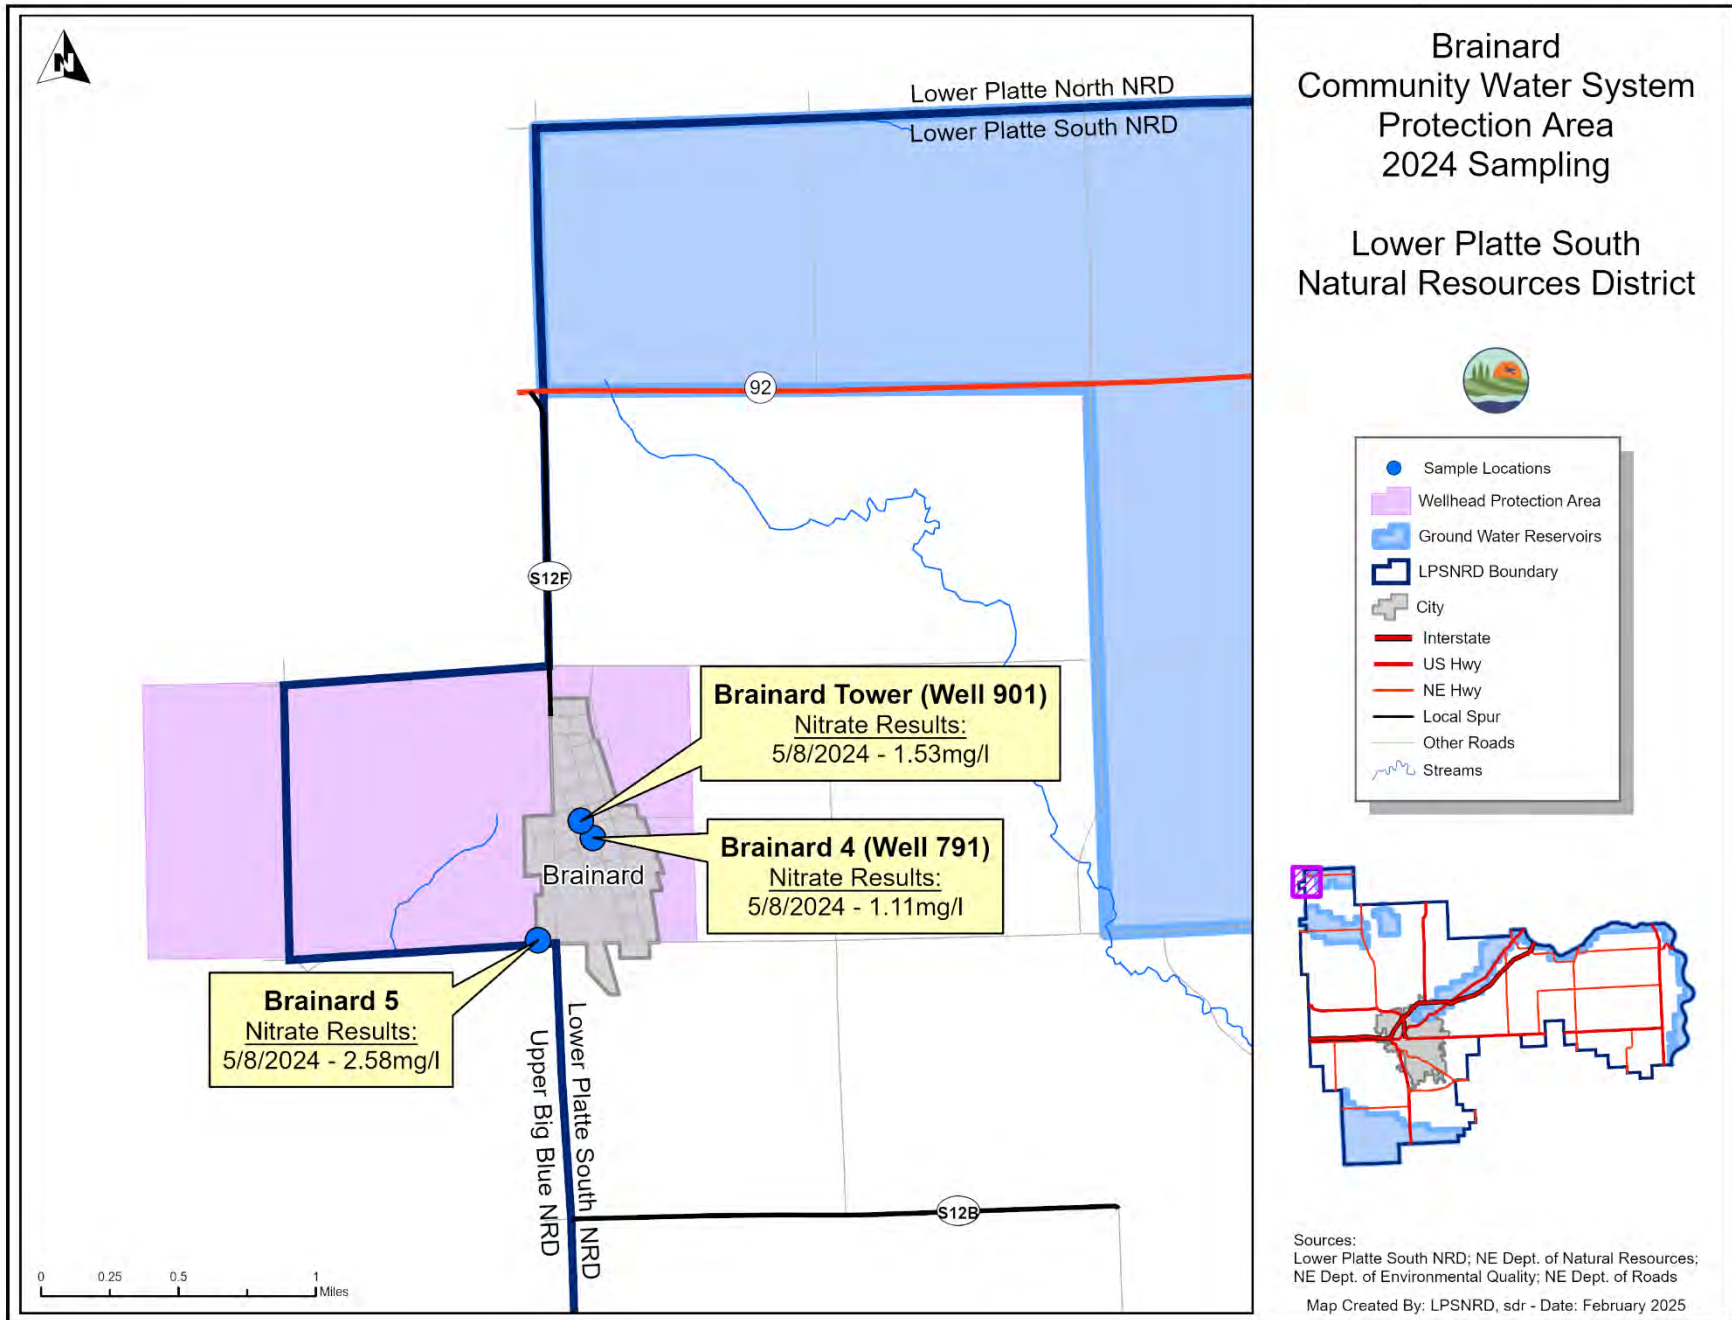 N
Lower Platte North NRD
Lower Platte South NRD
92
S12F
Brainard Tower (Well 901)
Nitrate Results:
5/8/2024 - 1.53mg/l
Brainard 4 (Well 791)
Nitrate Results:
5/8/2024 - 1.11mg/l
Brainard
Brainard 5
Nitrate Results:
5/8/2024 - 2.58mg/l
Upper Big Blue NRD
Lower Platte South NRD
S12B
0 0.25 0.5 1
Miles
Brainard
Community Water System
Protection Area
2024 Sampling
Lower Platte South
Natural Resources District
Sample Locations
Wellhead Protection Area
Ground Water Reservoirs
LPSNRD Boundary
City
Interstate
US Hwy
NE Hwy
Local Spur
Other Roads
Streams
Sources:
Lower Platte South NRD; NE Dept. of Natural Resources;
NE Dept. of Environmental Quality; NE Dept. of Roads
Map Created By: LPSNRD, sdr - Date: February 2025